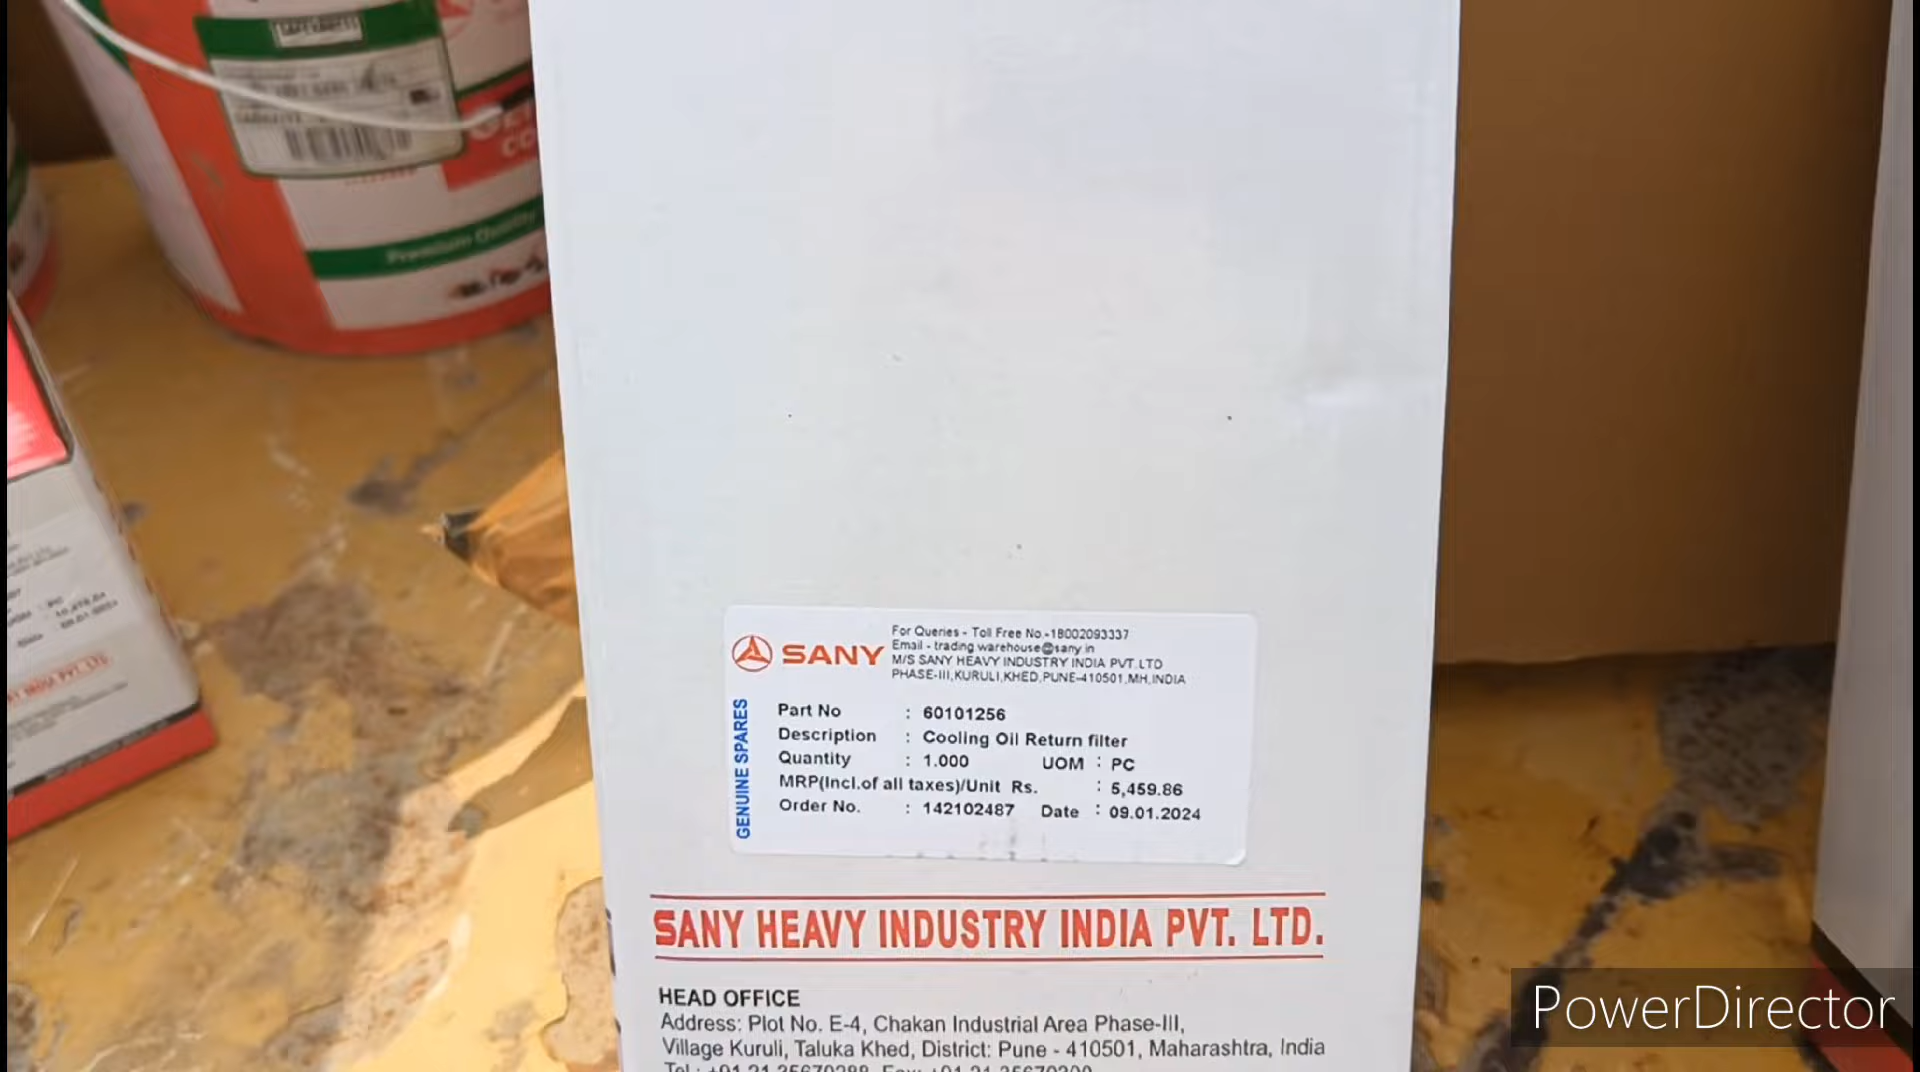 Premium Quality
SANY
For Queries - Toll Free No.-18002093337
Email - trading.warehouse@sany.in
M/S SANY HEAVY INDUSTRY INDIA PVT.LTD
PHASE-III,KURULI,KHED,PUNE-410501,MH,INDIA
GENUINE SPARES
Part No : 60101256
Description : Cooling Oil Return filter
Quantity : 1.000 UOM : PC
MRP(Incl.of all taxes)/Unit Rs. : 5,459.86
Order No. : 142102487 Date : 09.01.2024
SANY HEAVY INDUSTRY INDIA PVT. LTD.
HEAD OFFICE
Address: Plot No. E-4, Chakan Industrial Area Phase-III,
Village Kuruli, Taluka Khed, District: Pune - 410501, Maharashtra, India
PowerDirector